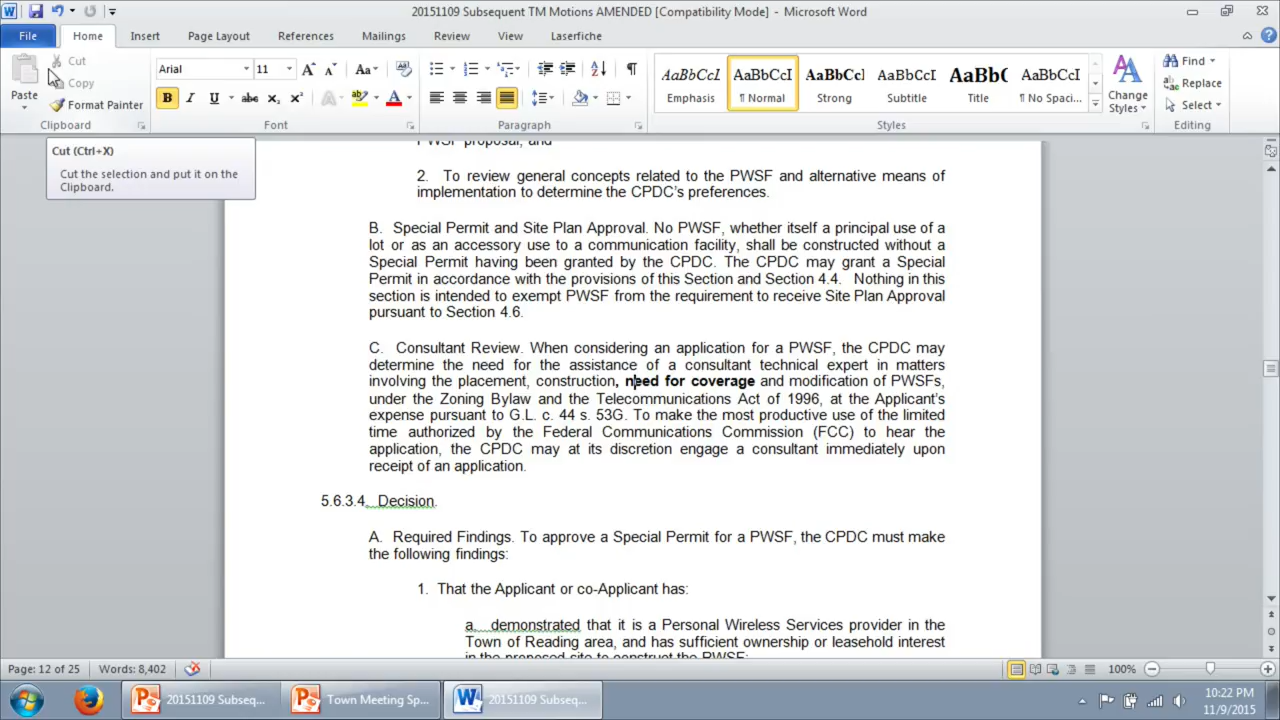 20151109 Subsequent TM Motions AMENDED [Compatibility Mode] - Microsoft Word
File Home Insert Page Layout References Mailings Review View Laserfiche
Paste
Cut
Copy
Format Painter
Clipboard
Arial 11
Aa
B I U abc x₂ x²
A A
Font
Paragraph
AaBbCcI AaBbCcI AaBbCc AaBbCcI AaBb( AaBbCcI
Emphasis ¶ Normal Strong Subtitle Title ¶ No Spaci...
Change Styles
Styles
Find
Replace
Select
Editing
Cut (Ctrl+X)
Cut the selection and put it on the
Clipboard.
PWSF proposal; and
2. To review general concepts related to the PWSF and alternative means of
implementation to determine the CPDC's preferences.
B. Special Permit and Site Plan Approval. No PWSF, whether itself a principal use of a
lot or as an accessory use to a communication facility, shall be constructed without a
Special Permit having been granted by the CPDC. The CPDC may grant a Special
Permit in accordance with the provisions of this Section and Section 4.4. Nothing in this
section is intended to exempt PWSF from the requirement to receive Site Plan Approval
pursuant to Section 4.6.
C. Consultant Review. When considering an application for a PWSF, the CPDC may
determine the need for the assistance of a consultant technical expert in matters
involving the placement, construction, need for coverage and modification of PWSFs,
under the Zoning Bylaw and the Telecommunications Act of 1996, at the Applicant's
expense pursuant to G.L. c. 44 s. 53G. To make the most productive use of the limited
time authorized by the Federal Communications Commission (FCC) to hear the
application, the CPDC may at its discretion engage a consultant immediately upon
receipt of an application.
5.6.3.4. Decision.
A. Required Findings. To approve a Special Permit for a PWSF, the CPDC must make
the following findings:
1. That the Applicant or co-Applicant has:
a. demonstrated that it is a Personal Wireless Services provider in the
Town of Reading area, and has sufficient ownership or leasehold interest
in the proposed site to construct the PWSF;
Page: 12 of 25 Words: 8,402 100%
20151109 Subseq... Town Meeting Sp... 20151109 Subseq...
10:22 PM
11/9/2015